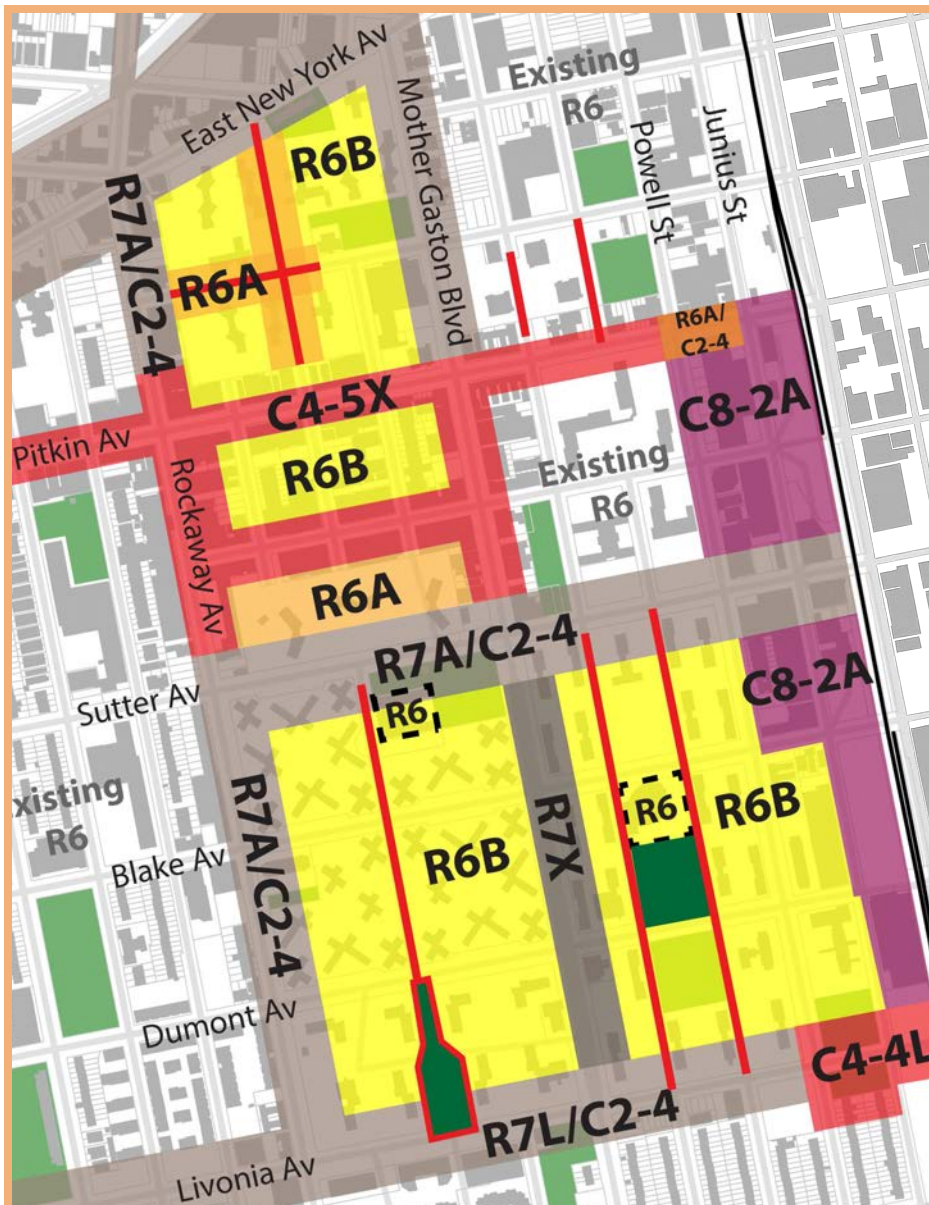 East New York Av
Existing
R6
R6B
Mother Gaston Blvd
Powell St
Junius St
R7A/C2-4
R6A
R6A/
C2-4
C4-5X
C8-2A
Pitkin Av
R6B
Existing
R6
Rockaway Av
R6A
R7A/C2-4
Sutter Av
C8-2A
R6
xisting
R6
R7A/C2-4
R7X
R6
R6B
Blake Av
R6B
Dumont Av
C4-4L
R7L/C2-4
Livonia Av